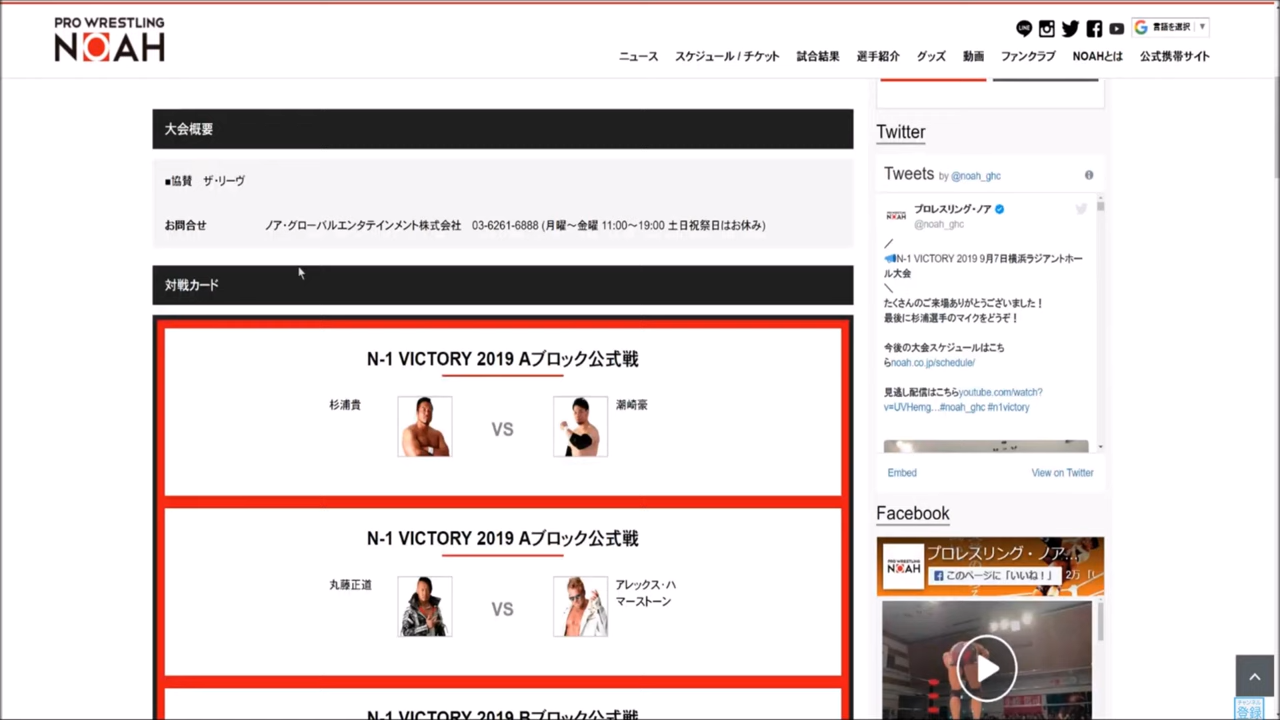 PRO WRESTLING
NOAH
言語を選択 ▼
ニュース スケジュール / チケット 試合結果 選手紹介 グッズ 動画 ファンクラブ NOAHとは 公式携帯サイト
大会概要
■協賛 ザ・リーヴ
お問合せ ノア・グローバルエンタテインメント株式会社 03-6261-6888 (月曜〜金曜 11:00〜19:00 土日祝祭日はお休み)
対戦カード
N-1 VICTORY 2019 Aブロック公式戦
杉浦貴 VS 潮崎豪
N-1 VICTORY 2019 Aブロック公式戦
丸藤正道 VS アレックス・ハ
マーストーン
N-1 VICTORY 2019 Bブロック公式戦
Twitter
Tweets by @noah_ghc
プロレスリング・ノア
@noah_ghc
／
N-1 VICTORY 2019 9月7日横浜ラジアントホー
ル大会
＼
たくさんのご来場ありがとうございました！
最後に杉浦選手のマイクをどうぞ！
今後の大会スケジュールはこち
らnoah.co.jp/schedule/
見逃し配信はこちらyoutube.com/watch?
v=UVHemg…#noah_ghc #n1victory
Embed View on Twitter
Facebook
PRO WRESTLING
NOAH
プロレスリング・ノア...
このページに「いいね！」 2万
チャンネル
登録